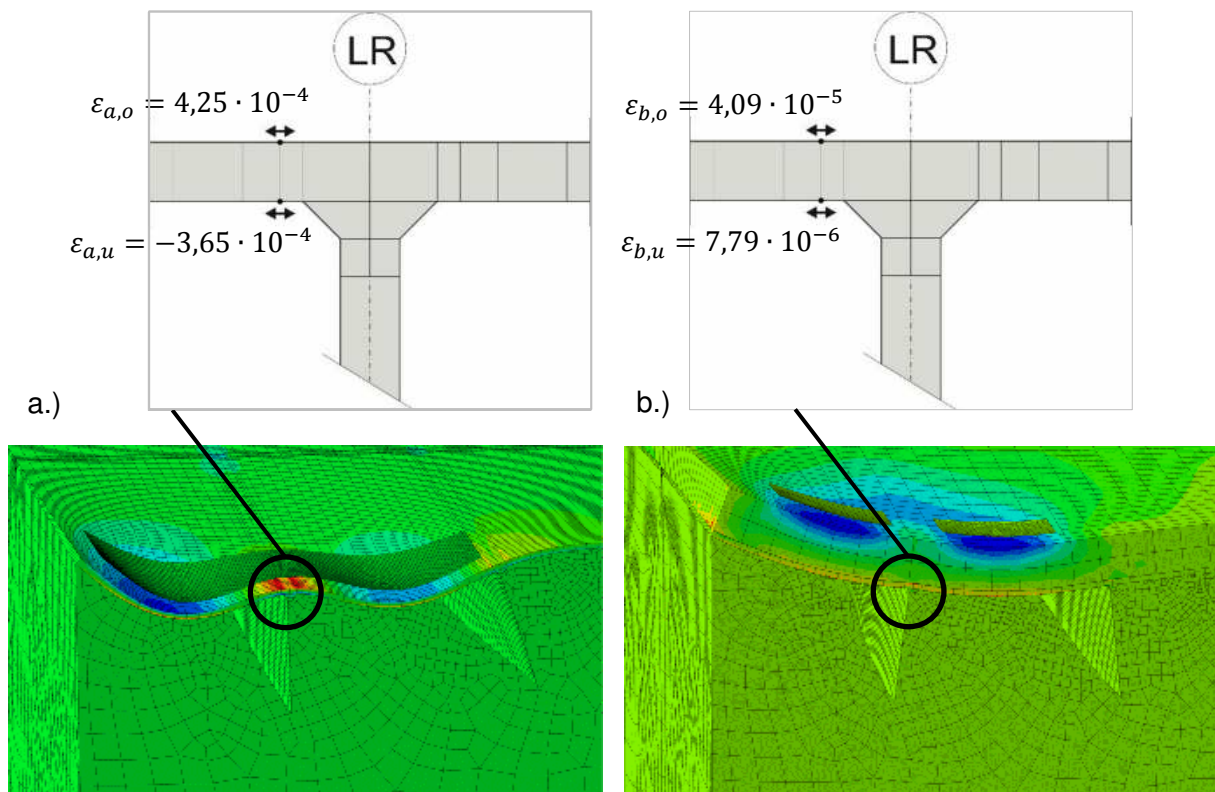 LR
LR
ε_{a,o} = 4,25 · 10^{-4}
ε_{b,o} = 4,09 · 10^{-5}
ε_{a,u} = −3,65 · 10^{-4}
ε_{b,u} = 7,79 · 10^{-6}
a.)
b.)